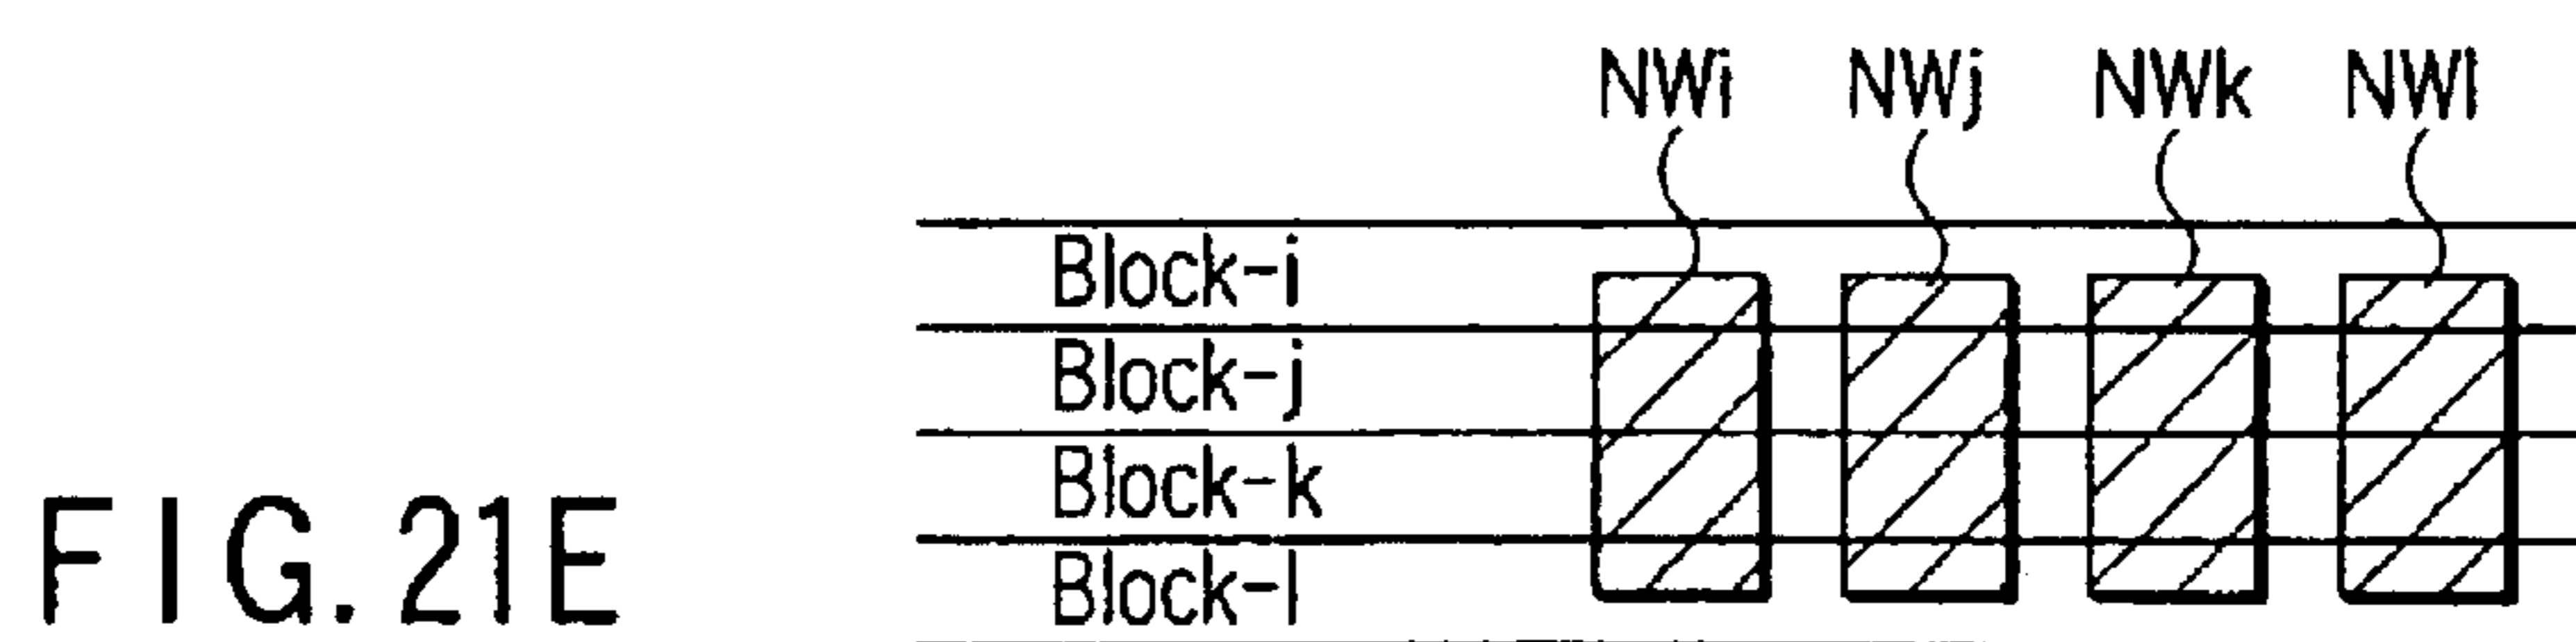 NWi NWj NWk NWl
Block-i
Block-j
Block-k
Block-l
FIG. 21E